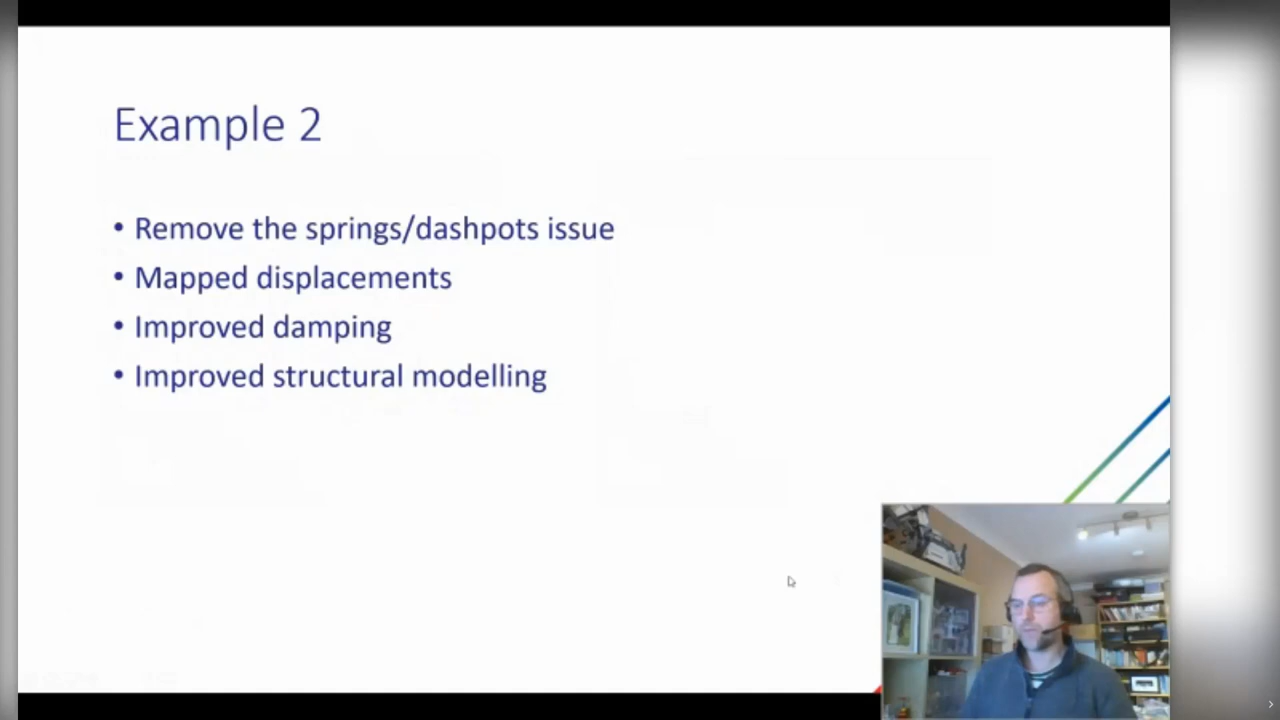 Example 2
• Remove the springs/dashpots issue
• Mapped displacements
• Improved damping
• Improved structural modelling